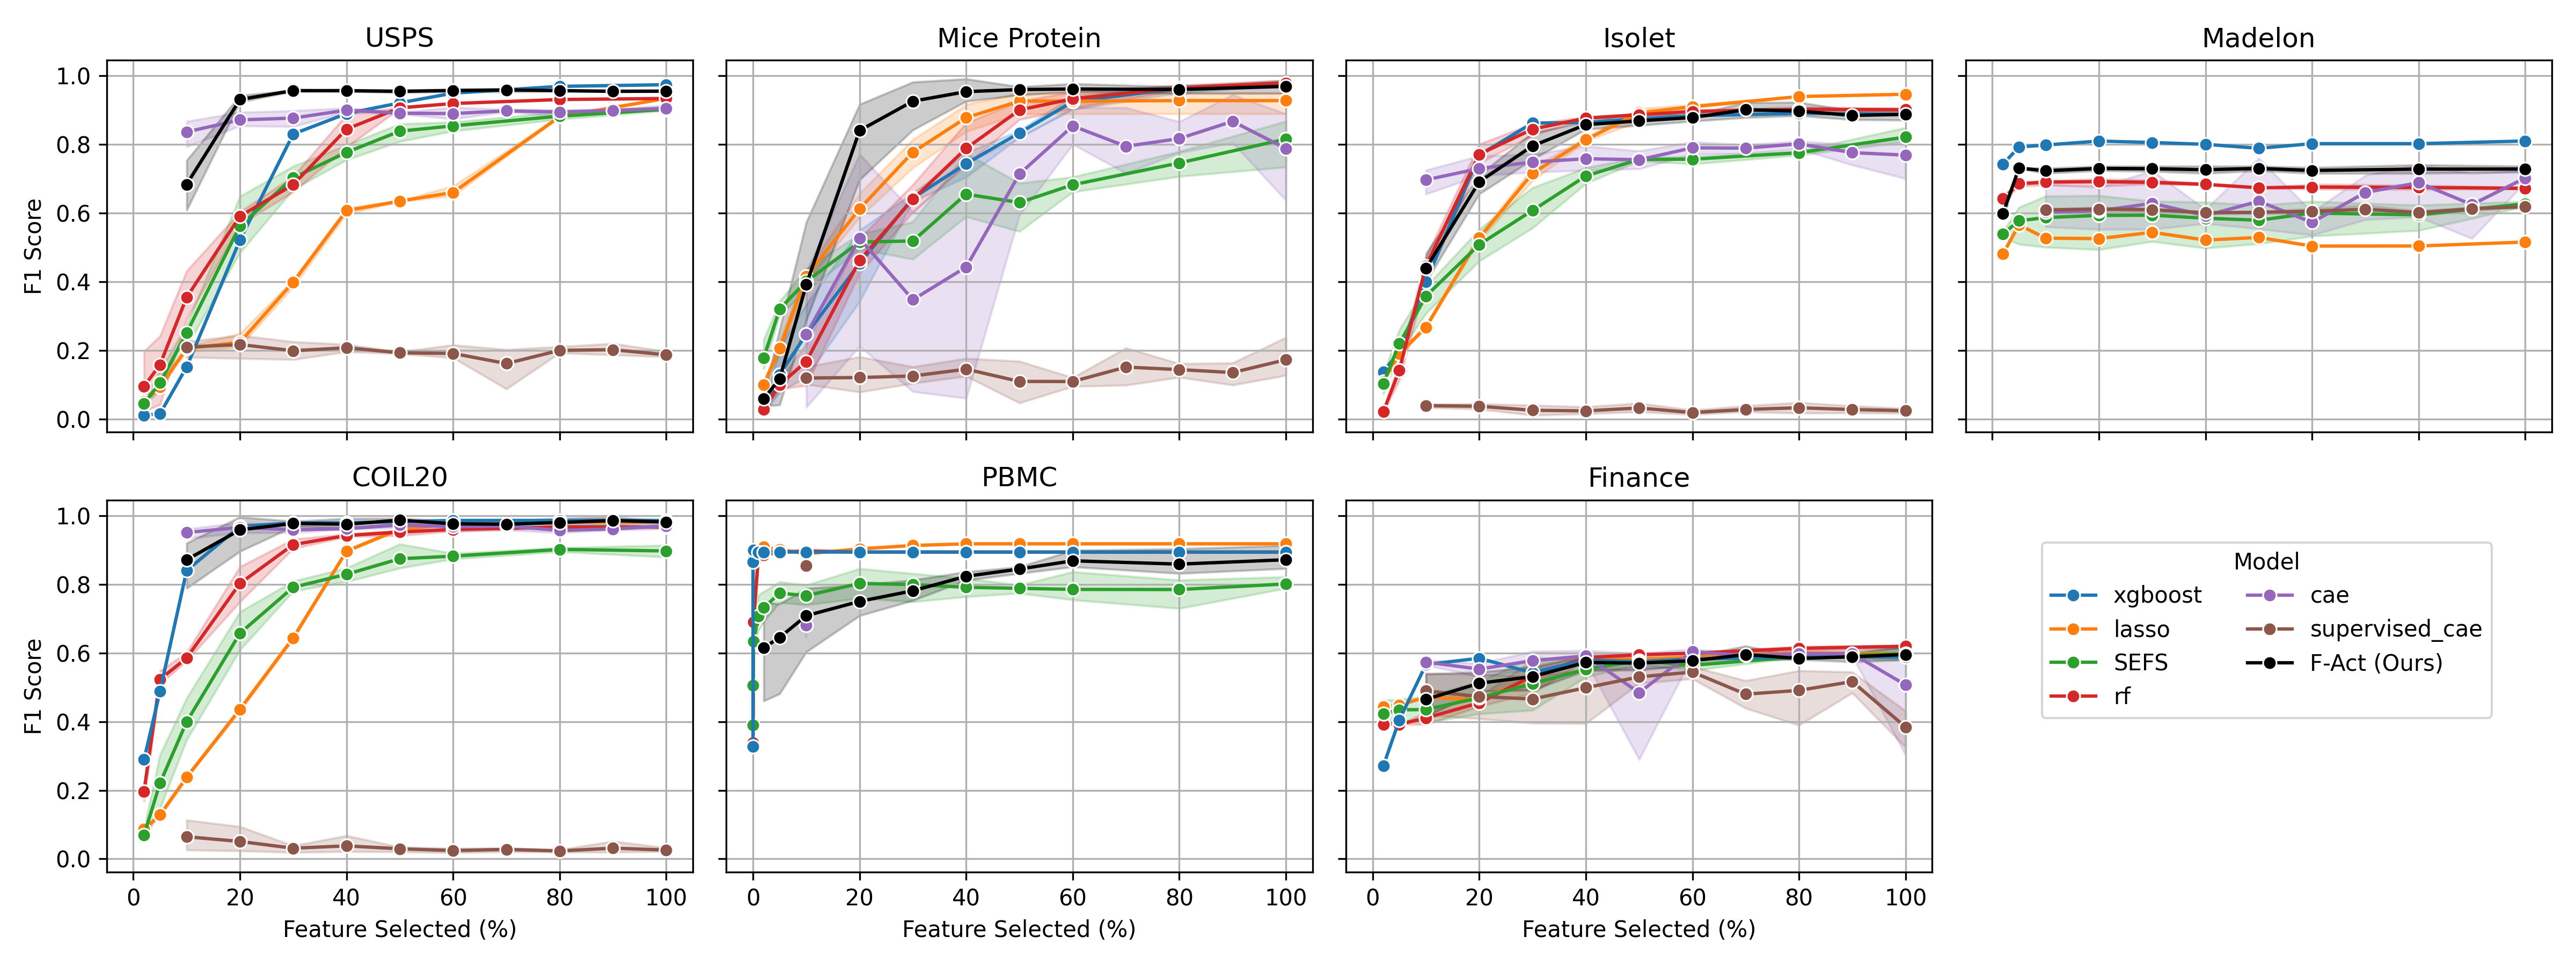 USPS
Mice Protein
Isolet
Madelon
F1 Score
1.0
0.8
0.6
0.4
0.2
0.0
COIL20
PBMC
Finance
F1 Score
1.0
0.8
0.6
0.4
0.2
0.0
0 20 40 60 80 100
0 20 40 60 80 100
0 20 40 60 80 100
Feature Selected (%)
Feature Selected (%)
Feature Selected (%)
Model
xgboost
lasso
SEFS
rf
cae
supervised_cae
F-Act (Ours)